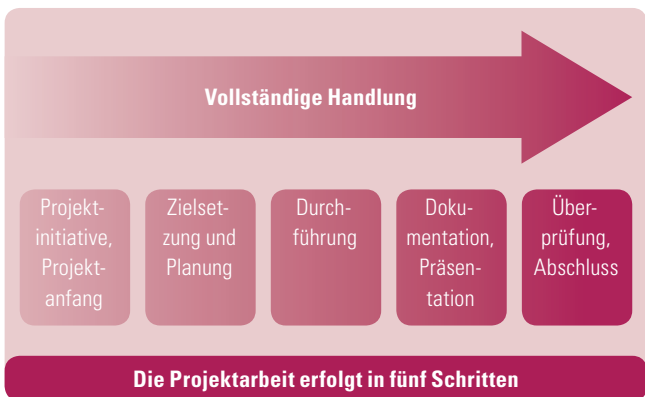 Vollständige Handlung
Projekt-
initiative,
Projekt-
anfang
Zielset-
zung und
Planung
Durch-
führung
Doku-
mentation,
Präsen-
tation
Über-
prüfung,
Abschluss
Die Projektarbeit erfolgt in fünf Schritten